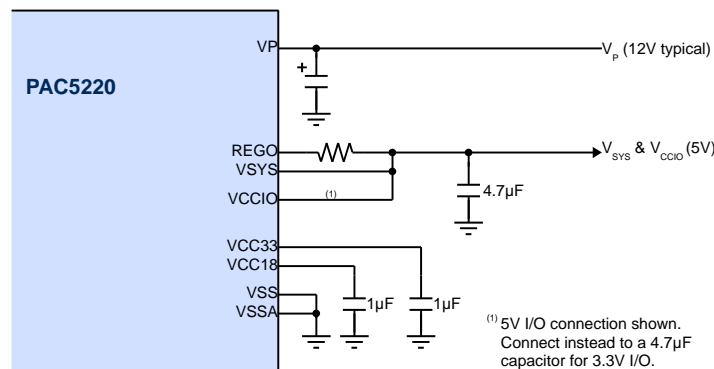 VP
V_P (12V typical)
+
PAC5220
REGO
VSYS
V_SYS & V_CCIO (5V)
VCCIO
(1)
4.7µF
VCC33
VCC18
VSS
VSSA
1µF
1µF
(1) 5V I/O connection shown.
Connect instead to a 4.7µF
capacitor for 3.3V I/O.